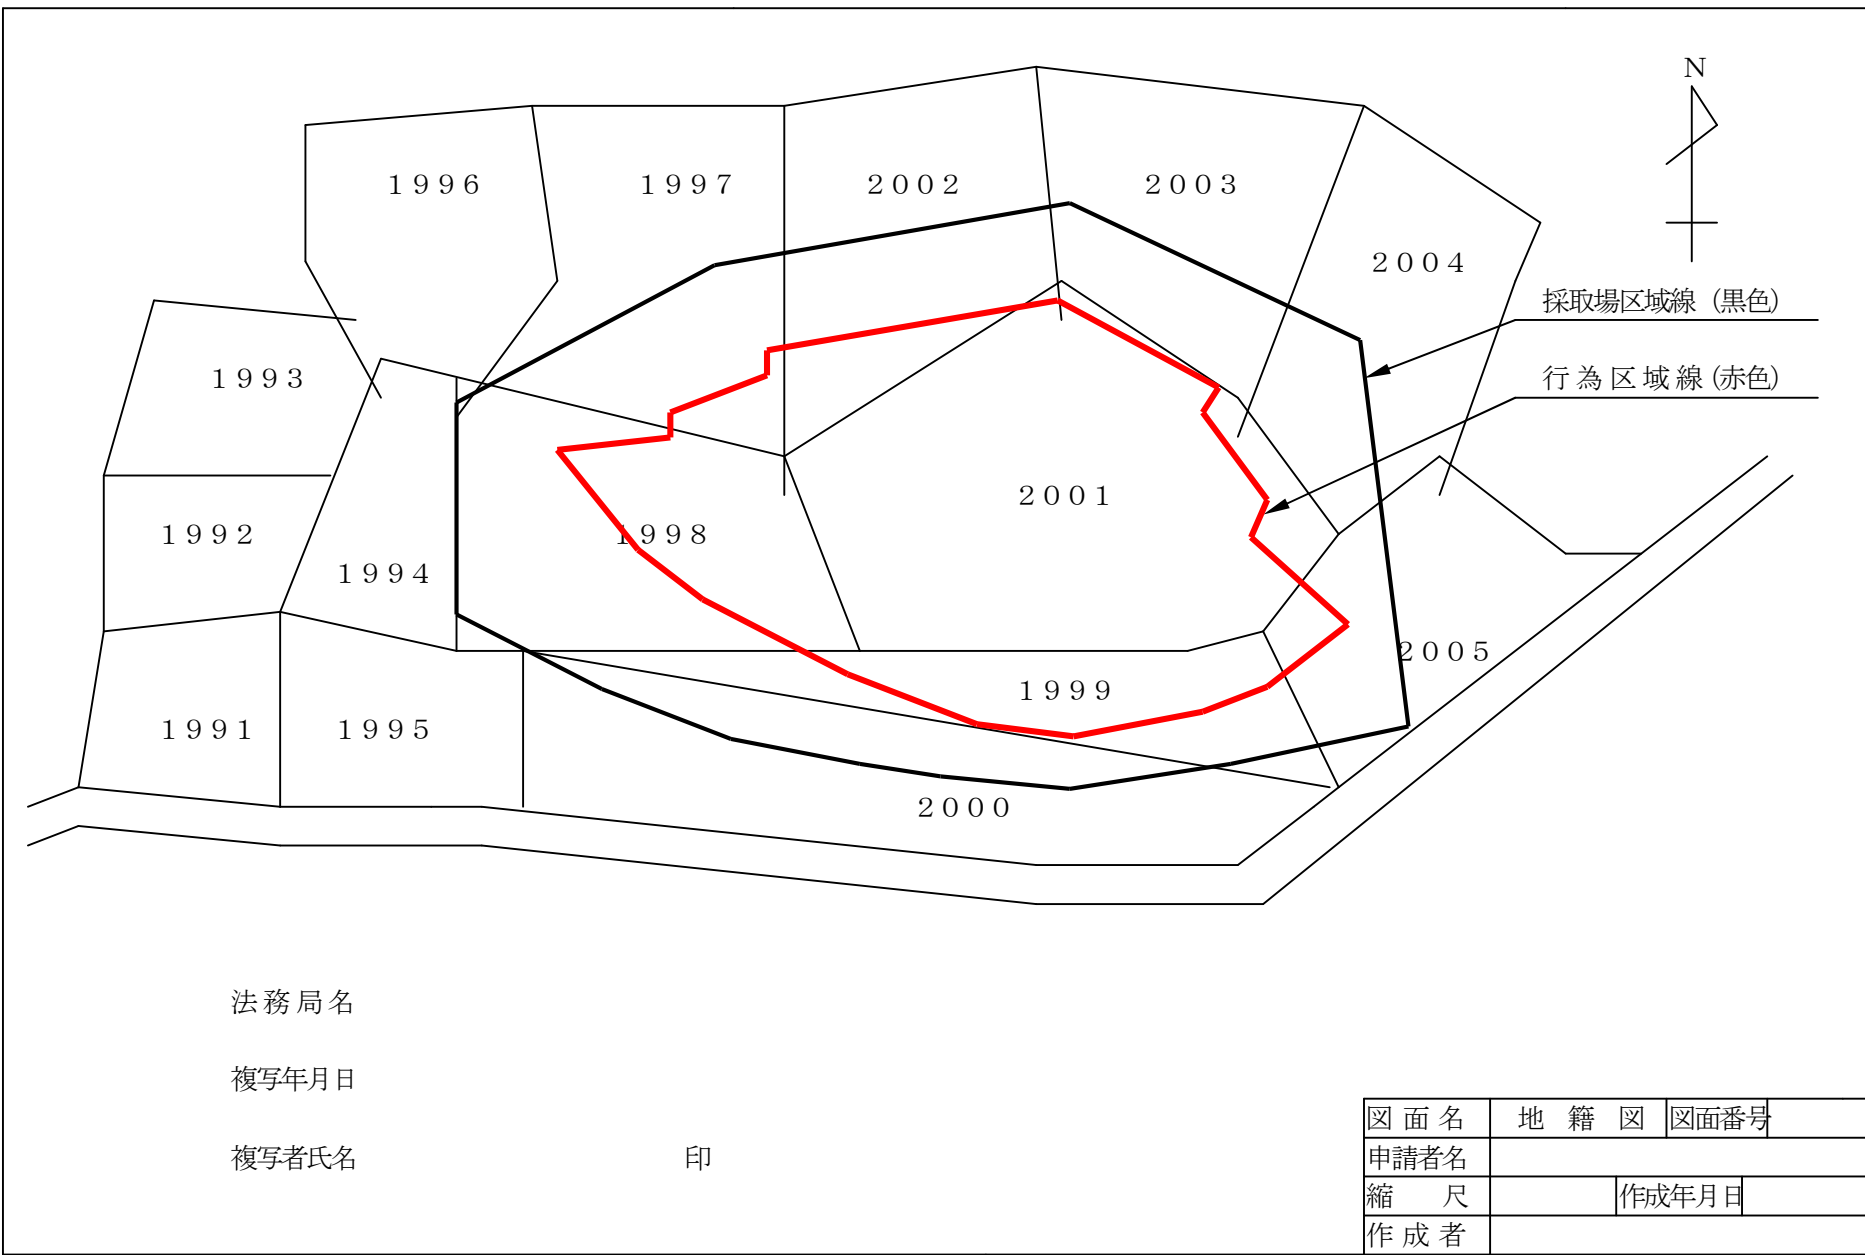 N
1996
1997
2002
2003
2004
採取場区域線（黒色）
1993
行為区域線（赤色）
2001
1992
1998
1994
2005
1999
1991
1995
2000
法務局名
複写年月日
複写者氏名 印
図面名 地籍図 図面番号
申請者名
縮尺 作成年月日
作成者